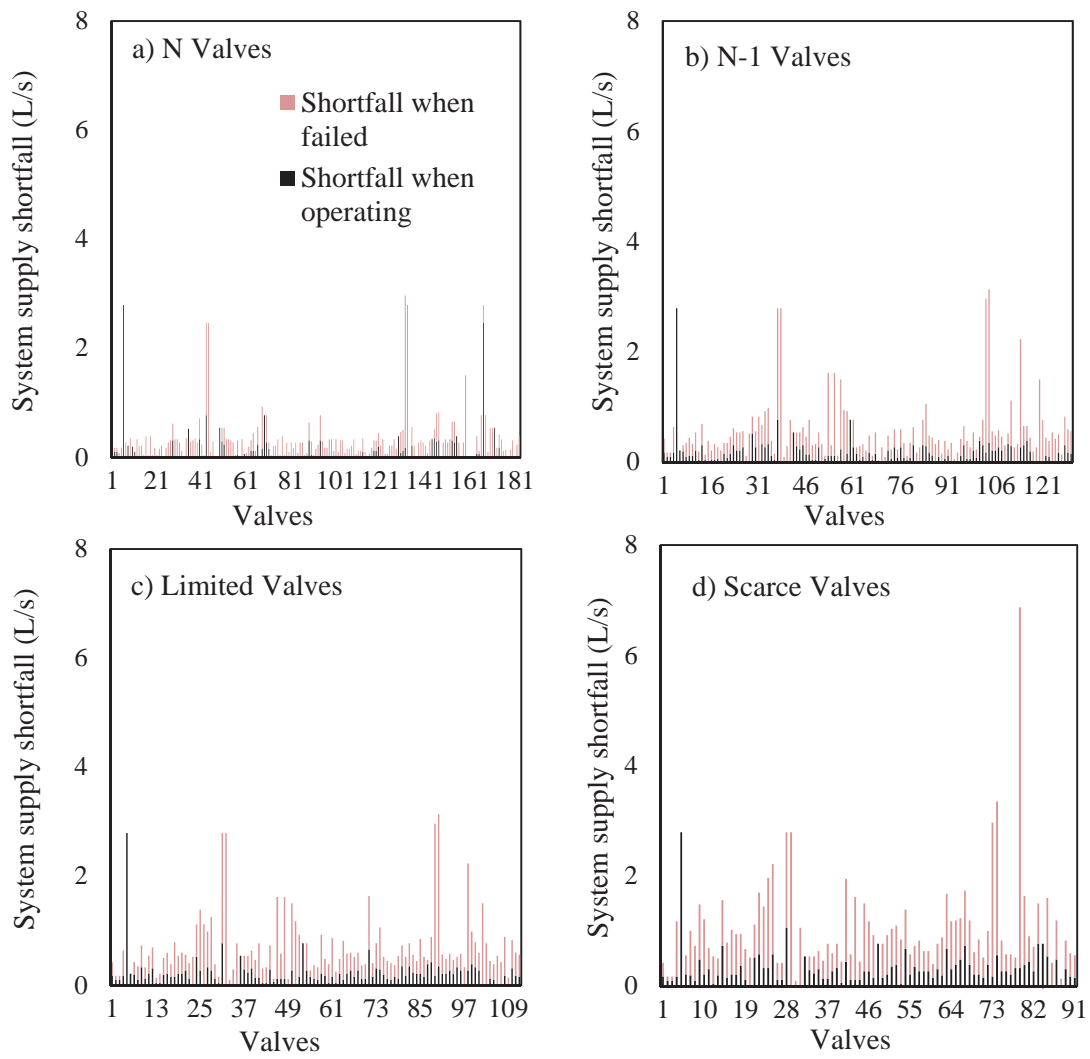 a) N Valves
Shortfall when
failed
Shortfall when
operating
System supply shortfall (L/s)
8
6
4
2
0
1 21 41 61 81 101 121 141 161 181
Valves
b) N-1 Valves
System supply shortfall (L/s)
8
6
4
2
0
1 16 31 46 61 76 91 106 121
Valves
c) Limited Valves
System supply shortfall (L/s)
8
6
4
2
0
1 13 25 37 49 61 73 85 97 109
Valves
d) Scarce Valves
System supply shortfall (L/s)
8
6
4
2
0
1 10 19 28 37 46 55 64 73 82 91
Valves